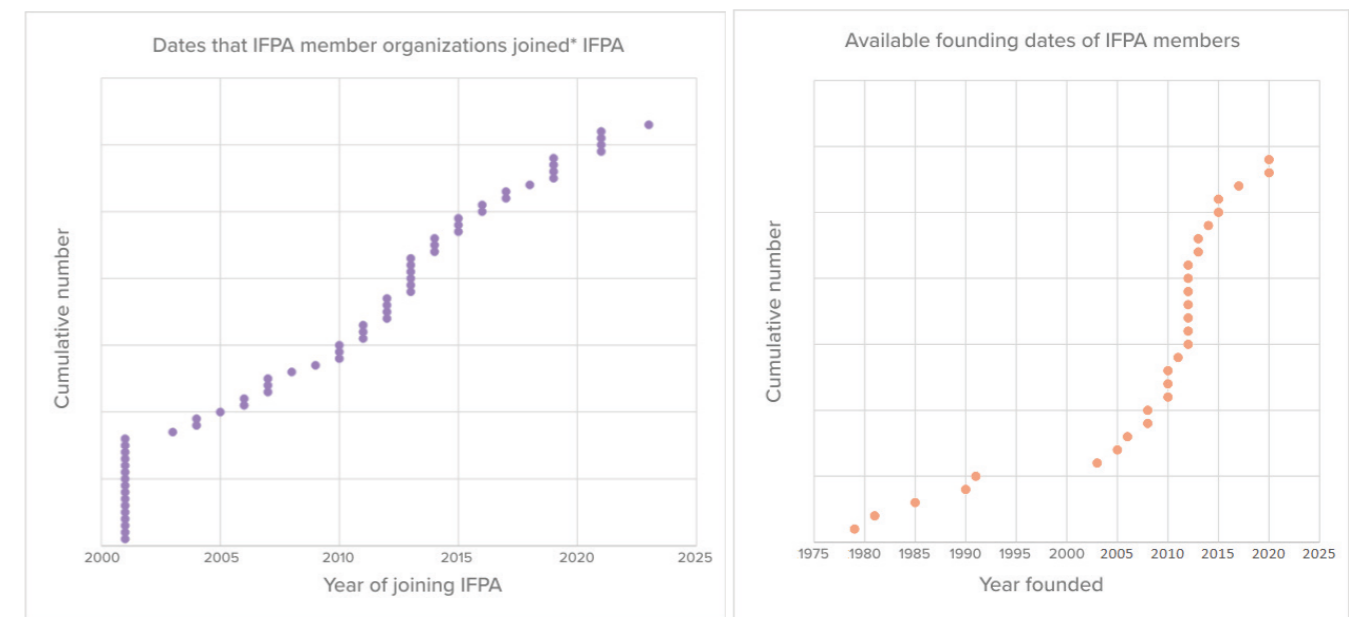 Dates that IFPA member organizations joined* IFPA
Cumulative number
2000 2005 2010 2015 2020 2025
Year of joining IFPA
Available founding dates of IFPA members
Cumulative number
1975 1980 1985 1990 1995 2000 2005 2010 2015 2020 2025
Year founded